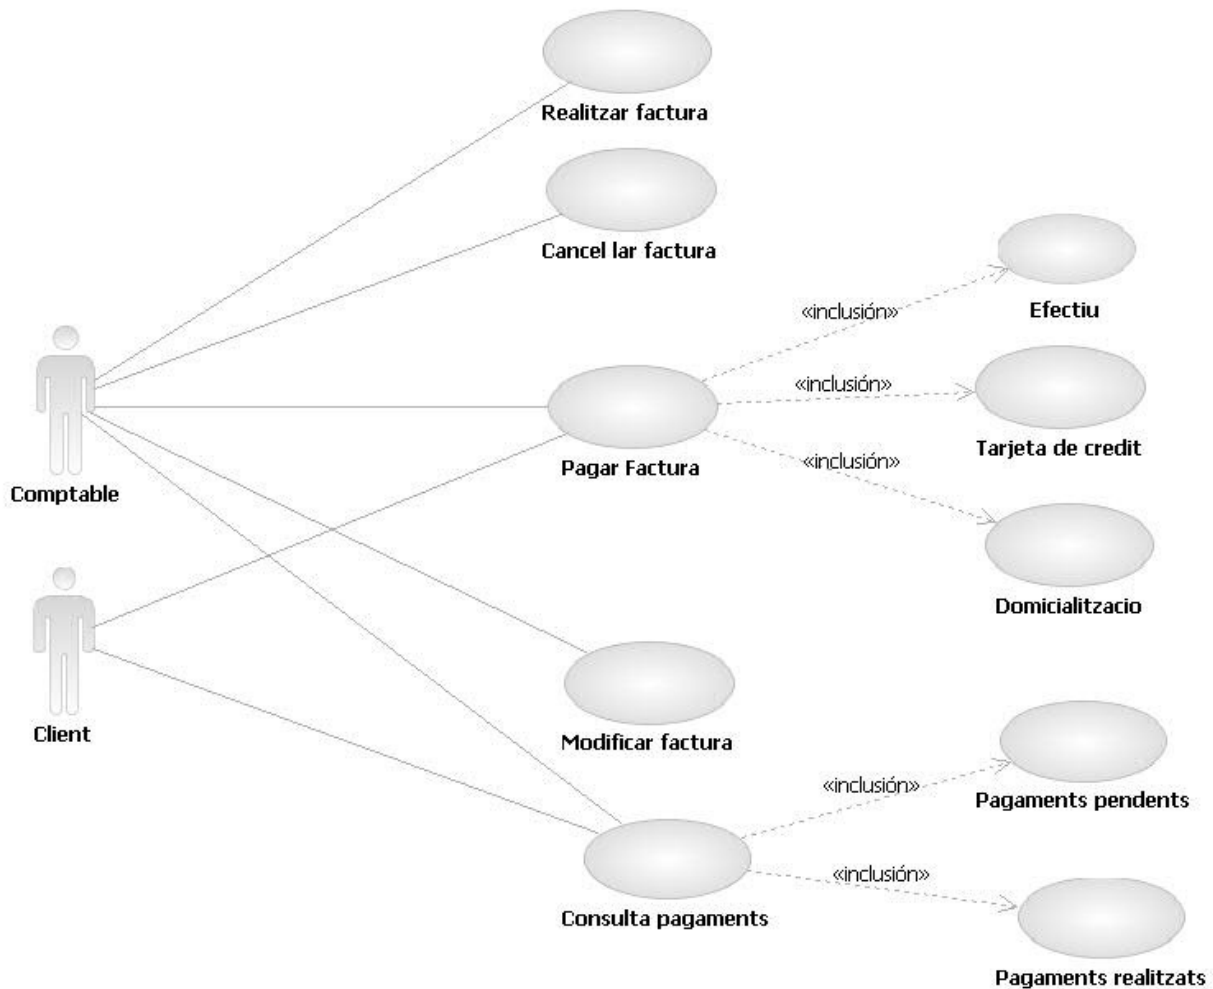 Realitzar factura
Cancel lar factura
«inclusión»
Efectiu
«inclusión»
Pagar Factura
Tarjeta de credit
«inclusión»
Comptable
Domicialitzacio
Client
Modificar factura
«inclusión»
Pagaments pendents
«inclusión»
Consulta pagaments
Pagaments realitzats